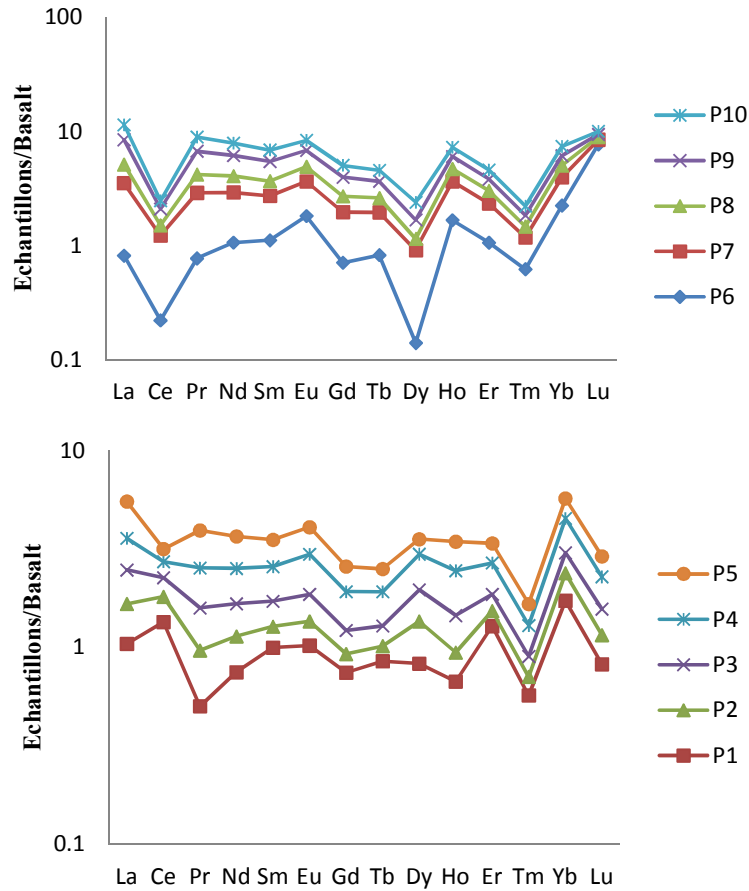 100
10
1
0.1
Echantillons/Basalt
La Ce Pr Nd Sm Eu Gd Tb Dy Ho Er Tm Yb Lu
P10
P9
P8
P7
P6
10
1
0.1
Echantillons/Basalt
La Ce Pr Nd Sm Eu Gd Tb Dy Ho Er Tm Yb Lu
P5
P4
P3
P2
P1